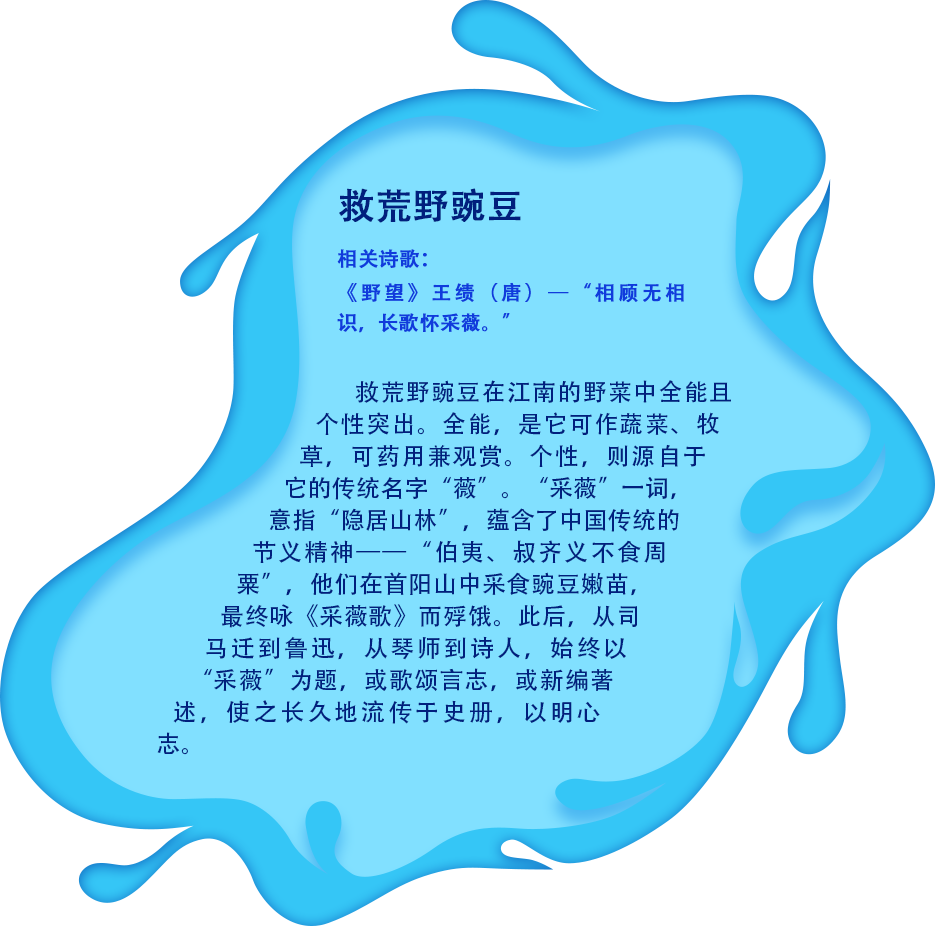 救荒野豌豆
相关诗歌：
《野望》王绩（唐）—“相顾无相
识，长歌怀采薇。”
救荒野豌豆在江南的野菜中全能且
个性突出。全能，是它可作蔬菜、牧
草，可药用兼观赏。个性，则源自于
它的传统名字“薇”。“采薇”一词，
意指“隐居山林”，蕴含了中国传统的
节义精神——“伯夷、叔齐义不食周
粟”，他们在首阳山中采食豌豆嫩苗，
最终咏《采薇歌》而殍饿。此后，从司
马迁到鲁迅，从琴师到诗人，始终以
“采薇”为题，或歌颂言志，或新编著
述，使之长久地流传于史册，以明心
志。